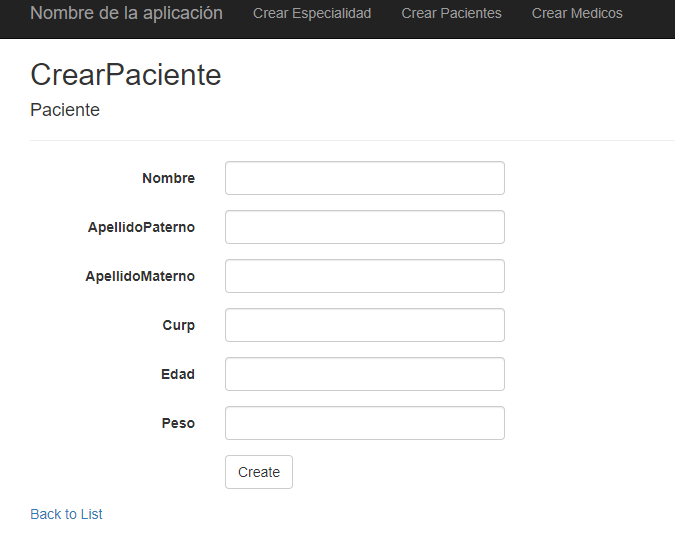 Nombre de la aplicación Crear Especialidad Crear Pacientes Crear Medicos
CrearPaciente
Paciente
Nombre
ApellidoPaterno
ApellidoMaterno
Curp
Edad
Peso
Create
Back to List